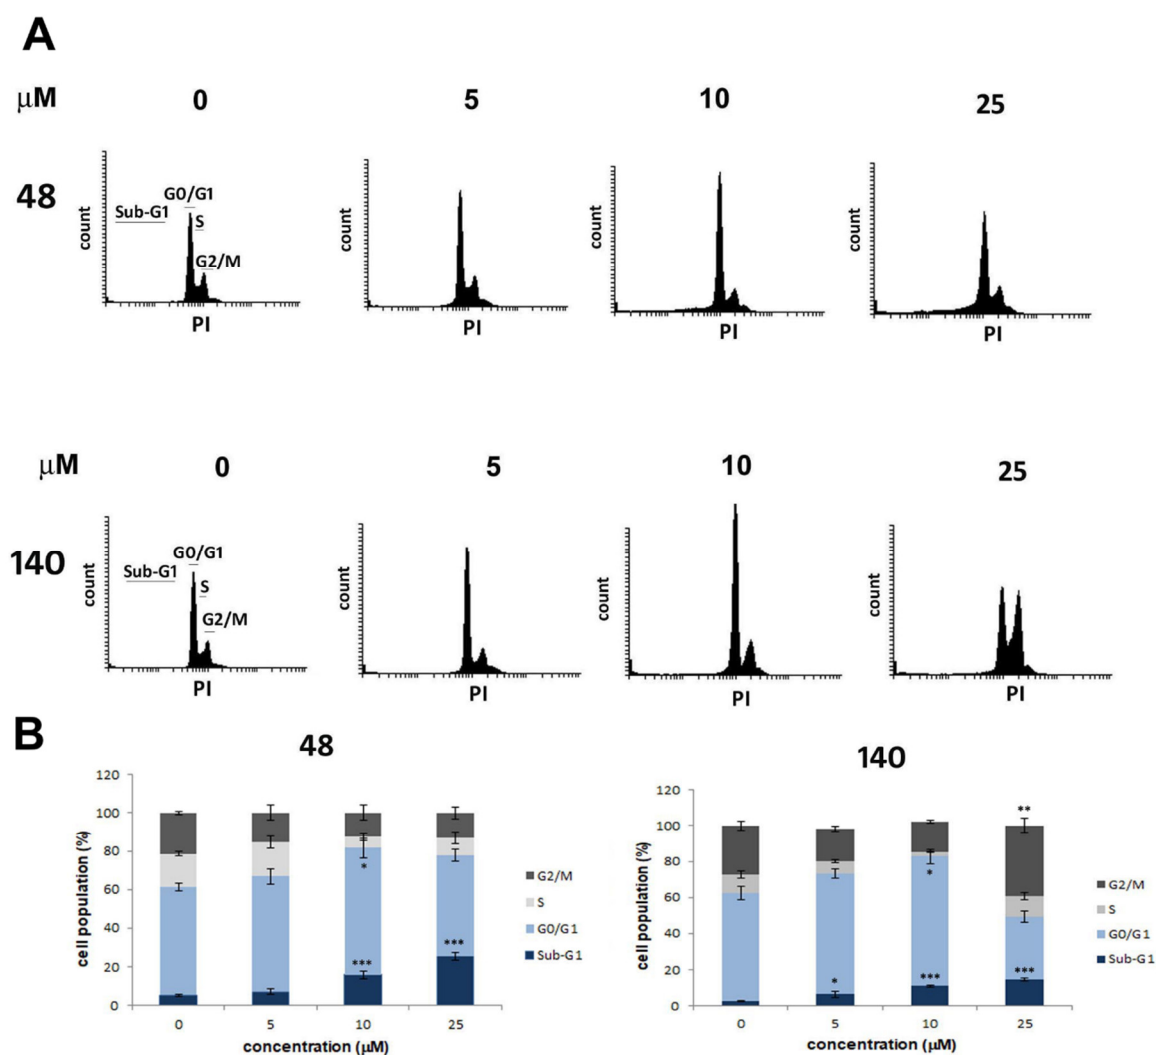 A
μM 0 5 10 25
48
count
Sub-G1
G0/G1
S
G2/M
PI
count
PI
count
PI
count
PI
μM 0 5 10 25
140
count
Sub-G1
G0/G1
S
G2/M
PI
count
PI
count
PI
count
PI
B
48
cell population (%)
120
100
80
60
40
20
0
*
***
***
0 5 10 25
concentration (μM)
G2/M
S
G0/G1
Sub-G1
140
cell population (%)
120
100
80
60
40
20
0
**
*
*
***
***
0 5 10 25
concentration (μM)
G2/M
S
G0/G1
Sub-G1